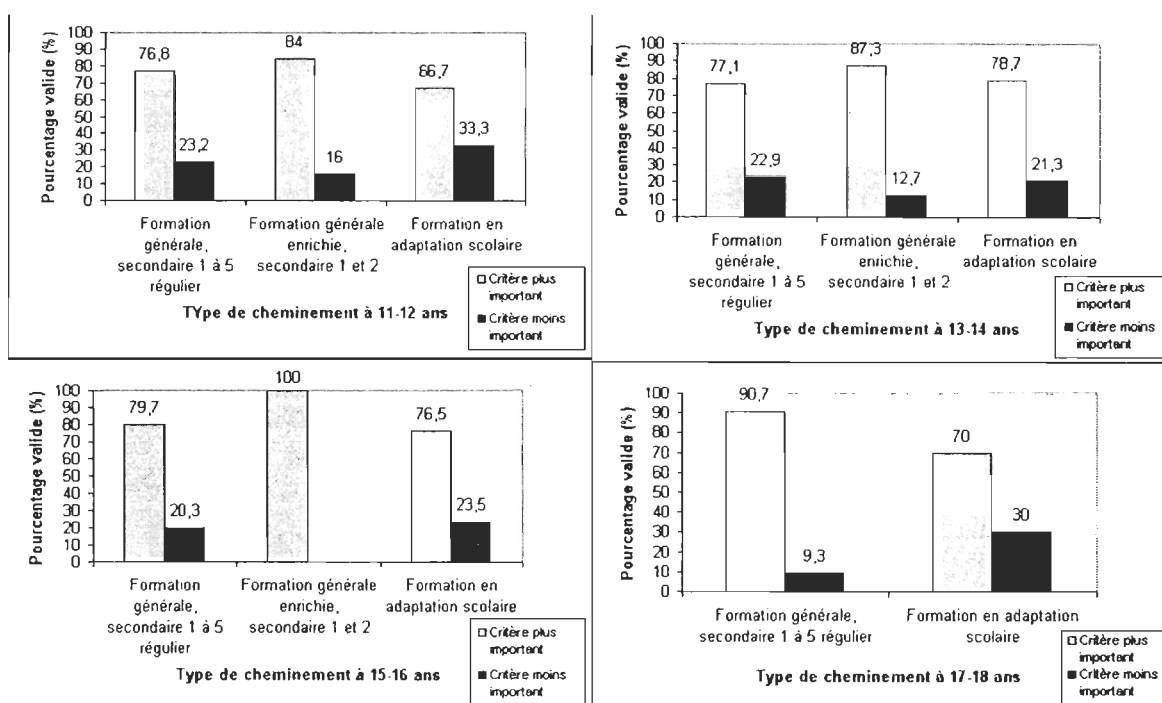 Pourcentage valide (%)
100
90
80
70
60
50
40
30
20
10
0
76,8
23,2
84
16
66,7
33,3
Formation
générale,
secondaire 1 à 5
régulier
Formation générale
enrichie,
secondaire 1 et 2
Formation en
adaptation scolaire
TYpe de cheminement à 11-12 ans
Critère plus
important
Critère moins
important
Pourcentage valide (%)
100
90
80
70
60
50
40
30
20
10
0
77,1
22,9
87,3
12,7
78,7
21,3
Formation
générale,
secondaire 1 à 5
régulier
Formation générale
enrichie,
secondaire 1 et 2
Formation en
adaptation scolaire
Type de cheminement à 13-14 ans
Critère plus
important
Critère moins
important
Pourcentage valide (%)
100
90
80
70
60
50
40
30
20
10
0
79,7
20,3
100
76,5
23,5
Formation
générale,
secondaire 1 à 5
régulier
Formation générale
enrichie,
secondaire 1 et 2
Formation en
adaptation scolaire
Type de cheminement à 15-16 ans
Critère plus
important
Critère moins
important
Pourcentage valide (%)
100
90
80
70
60
50
40
30
20
10
0
90,7
9,3
70
30
Formation générale,
secondaire 1 à 5 régulier
Formation en adaptation
scolaire
Type de cheminement à 17-18 ans
Critère plus
important
Critère moins
important